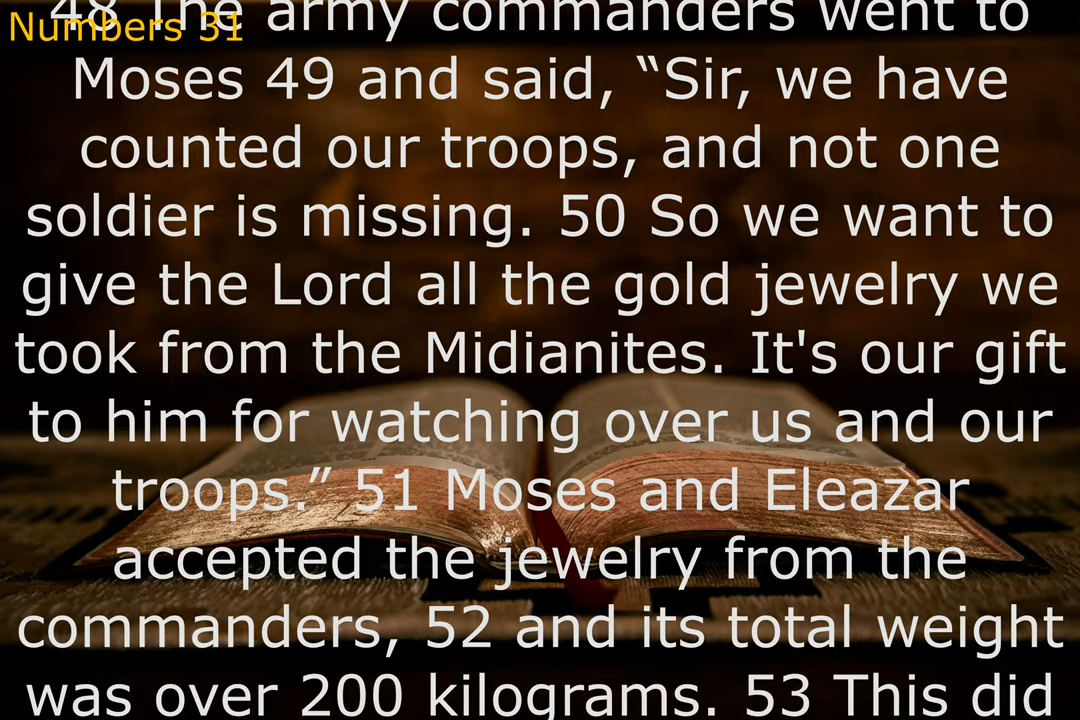 Numbers 31
48 The army commanders went to
Moses 49 and said, “Sir, we have
counted our troops, and not one
soldier is missing. 50 So we want to
give the Lord all the gold jewelry we
took from the Midianites. It's our gift
to him for watching over us and our
troops.” 51 Moses and Eleazar
accepted the jewelry from the
commanders, 52 and its total weight
was over 200 kilograms. 53 This did